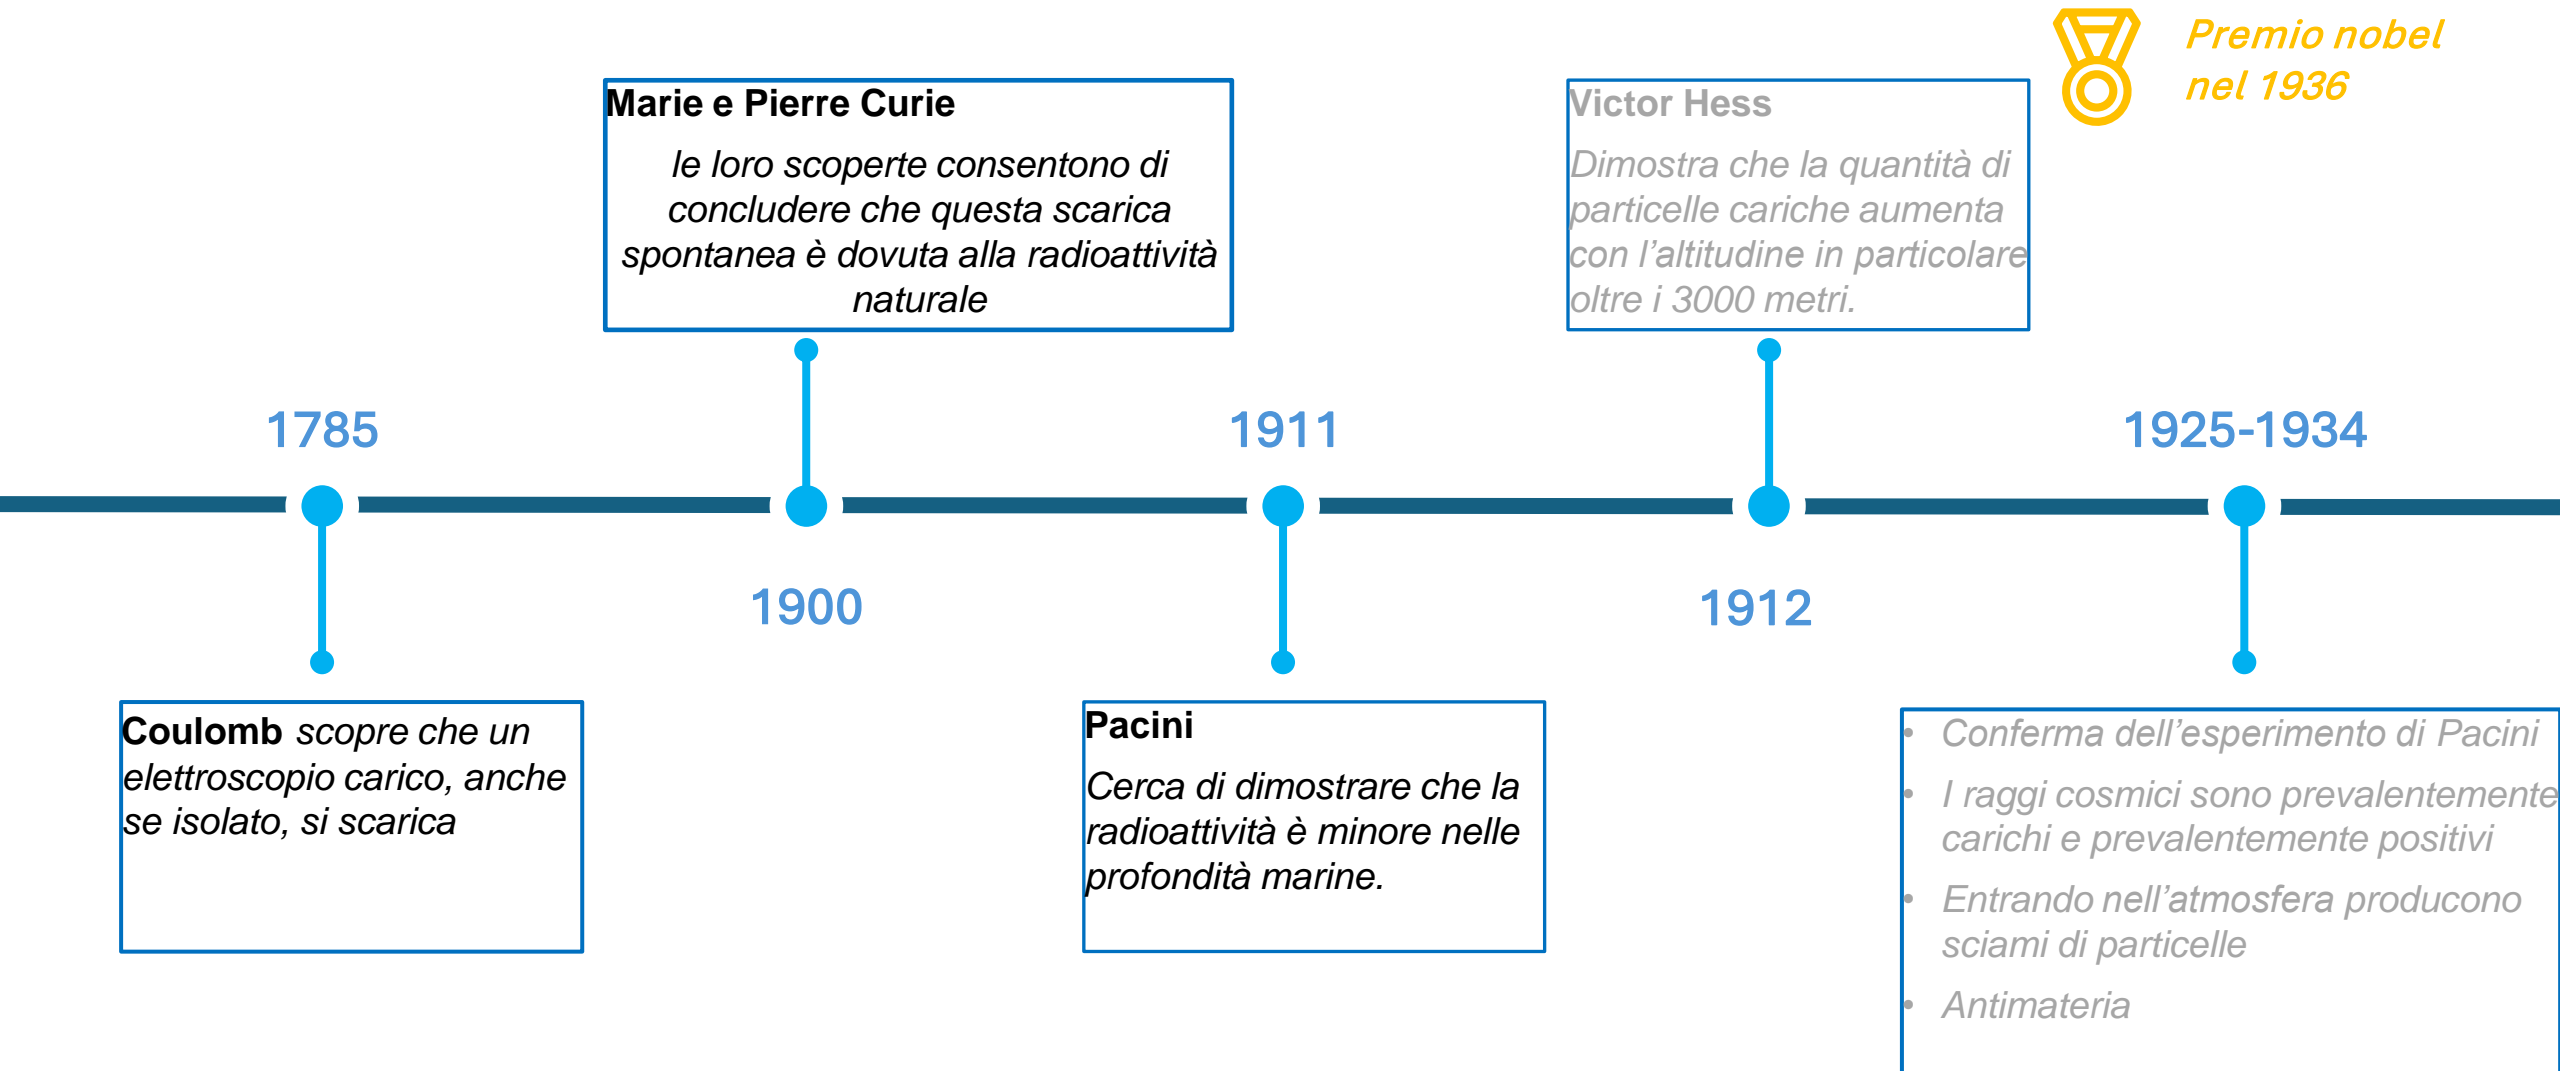 Premio nobel
nel 1936
Marie e Pierre Curie
le loro scoperte consentono di
concludere che questa scarica
spontanea è dovuta alla radioattività
naturale
Victor Hess
Dimostra che la quantità di
particelle cariche aumenta
con l’altitudine in particolare
oltre i 3000 metri.
1785
1911
1925-1934
1900
1912
Coulomb scopre che un
elettroscopio carico, anche
se isolato, si scarica
Pacini
Cerca di dimostrare che la
radioattività è minore nelle
profondità marine.
• Conferma dell’esperimento di Pacini
• I raggi cosmici sono prevalentemente
carichi e prevalentemente positivi
• Entrando nell’atmosfera producono
sciami di particelle
• Antimateria